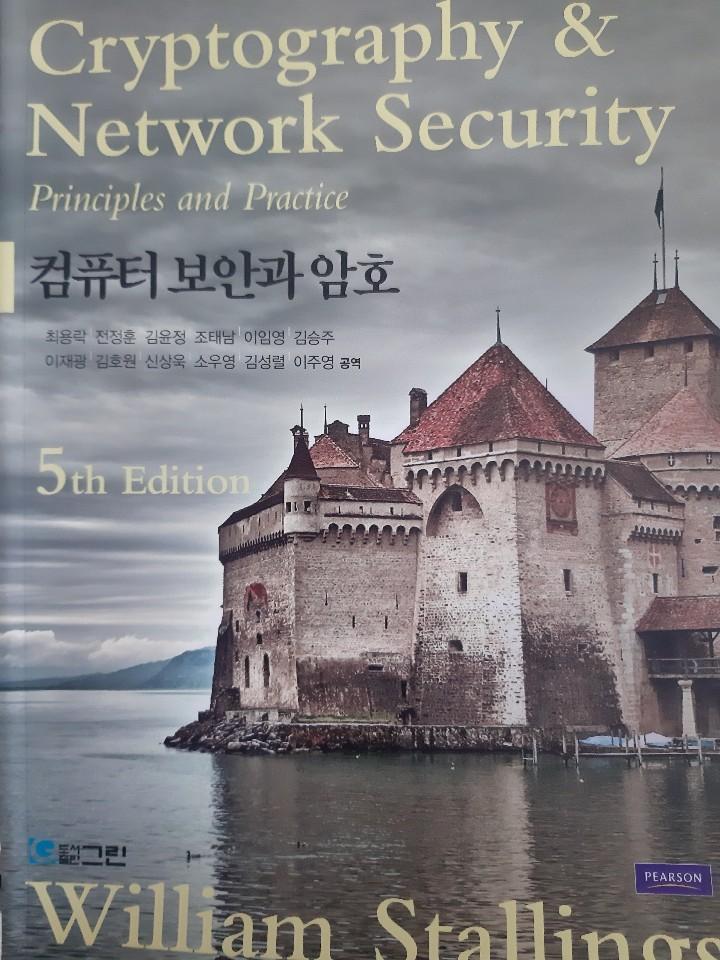 Cryptography &
Network Security
Principles and Practice
컴퓨터 보안과 암호
최용락 전정훈 김윤정 조태남 이임영 김승주
이재광 김호원 신상욱 소우영 김성렬 이주영 공역
5th Edition
도서출판 그린
PEARSON
William Stallings